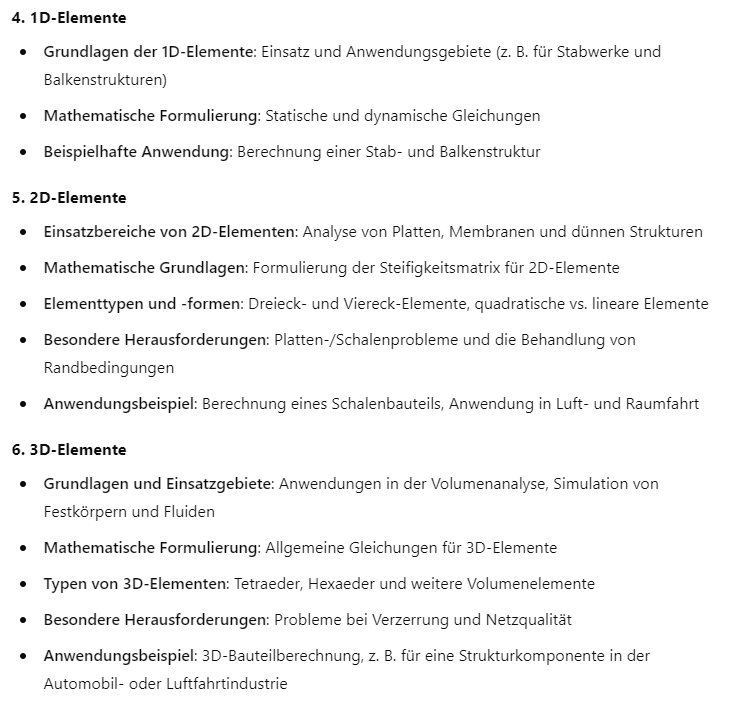 4. 1D-Elemente
• Grundlagen der 1D-Elemente: Einsatz und Anwendungsgebiete (z. B. für Stabwerke und
Balkenstrukturen)
• Mathematische Formulierung: Statische und dynamische Gleichungen
• Beispielhafte Anwendung: Berechnung einer Stab- und Balkenstruktur
5. 2D-Elemente
• Einsatzbereiche von 2D-Elementen: Analyse von Platten, Membranen und dünnen Strukturen
• Mathematische Grundlagen: Formulierung der Steifigkeitsmatrix für 2D-Elemente
• Elementtypen und -formen: Dreieck- und Viereck-Elemente, quadratische vs. lineare Elemente
• Besondere Herausforderungen: Platten-/Schalenprobleme und die Behandlung von
Randbedingungen
• Anwendungsbeispiel: Berechnung eines Schalenbauteils, Anwendung in Luft- und Raumfahrt
6. 3D-Elemente
• Grundlagen und Einsatzgebiete: Anwendungen in der Volumenanalyse, Simulation von
Festkörpern und Fluiden
• Mathematische Formulierung: Allgemeine Gleichungen für 3D-Elemente
• Typen von 3D-Elementen: Tetraeder, Hexaeder und weitere Volumenelemente
• Besondere Herausforderungen: Probleme bei Verzerrung und Netzqualität
• Anwendungsbeispiel: 3D-Bauteilberechnung, z. B. für eine Strukturkomponente in der
Automobil- oder Luftfahrtindustrie